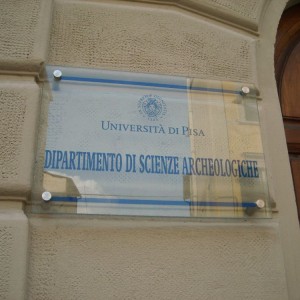 UNIVERSITÀ DI PISA
DIPARTIMENTO DI SCIENZE ARCHEOLOGICHE